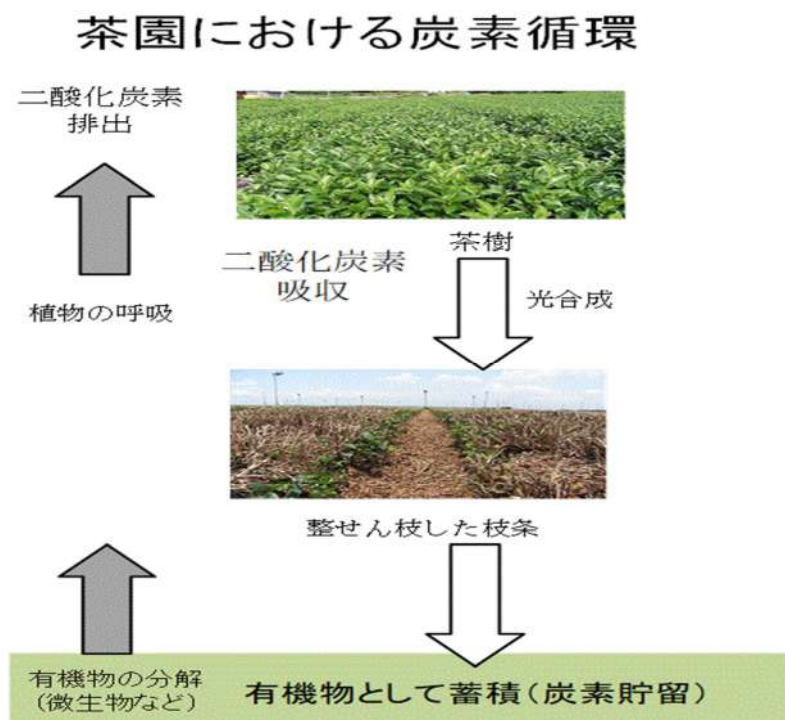 茶園における炭素循環
二酸化炭素
排出
茶樹
二酸化炭素
吸収
光合成
植物の呼吸
整せん枝した枝条
有機物の分解
(微生物など)
有機物として蓄積(炭素貯留)